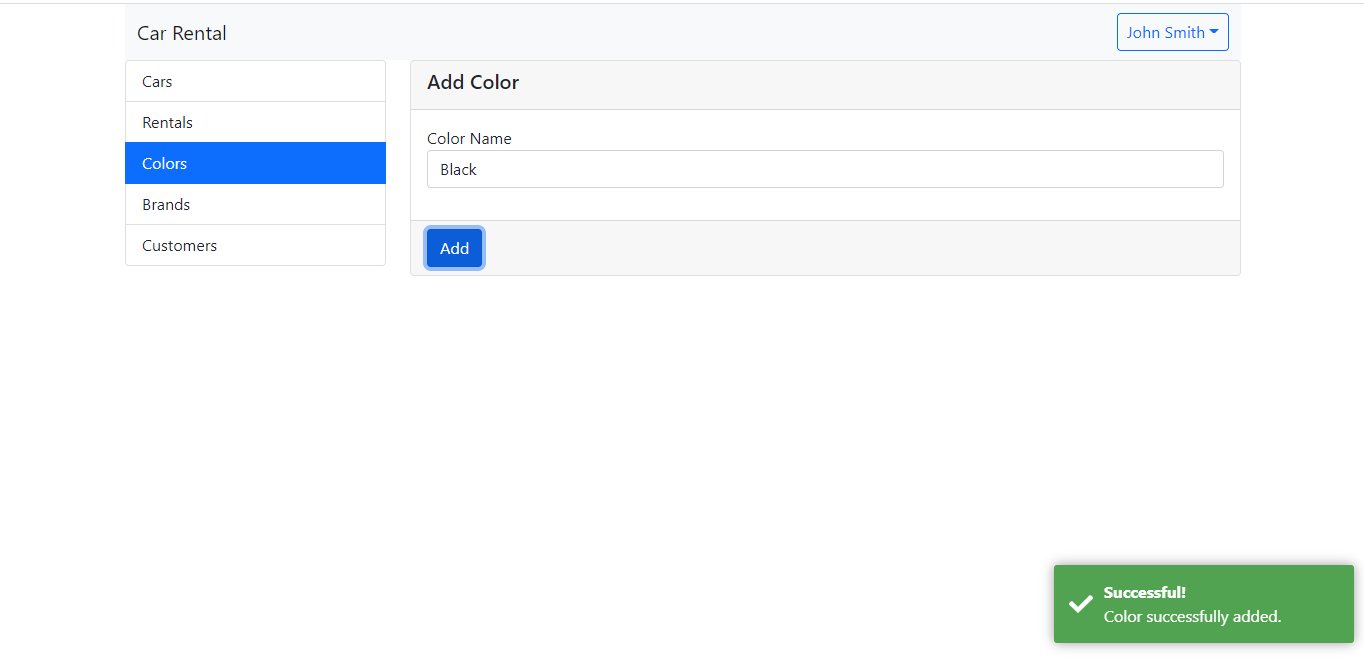 Car Rental
John Smith
Cars
Rentals
Colors
Brands
Customers
Add Color
Color Name
Black
Add
Successful!
Color successfully added.